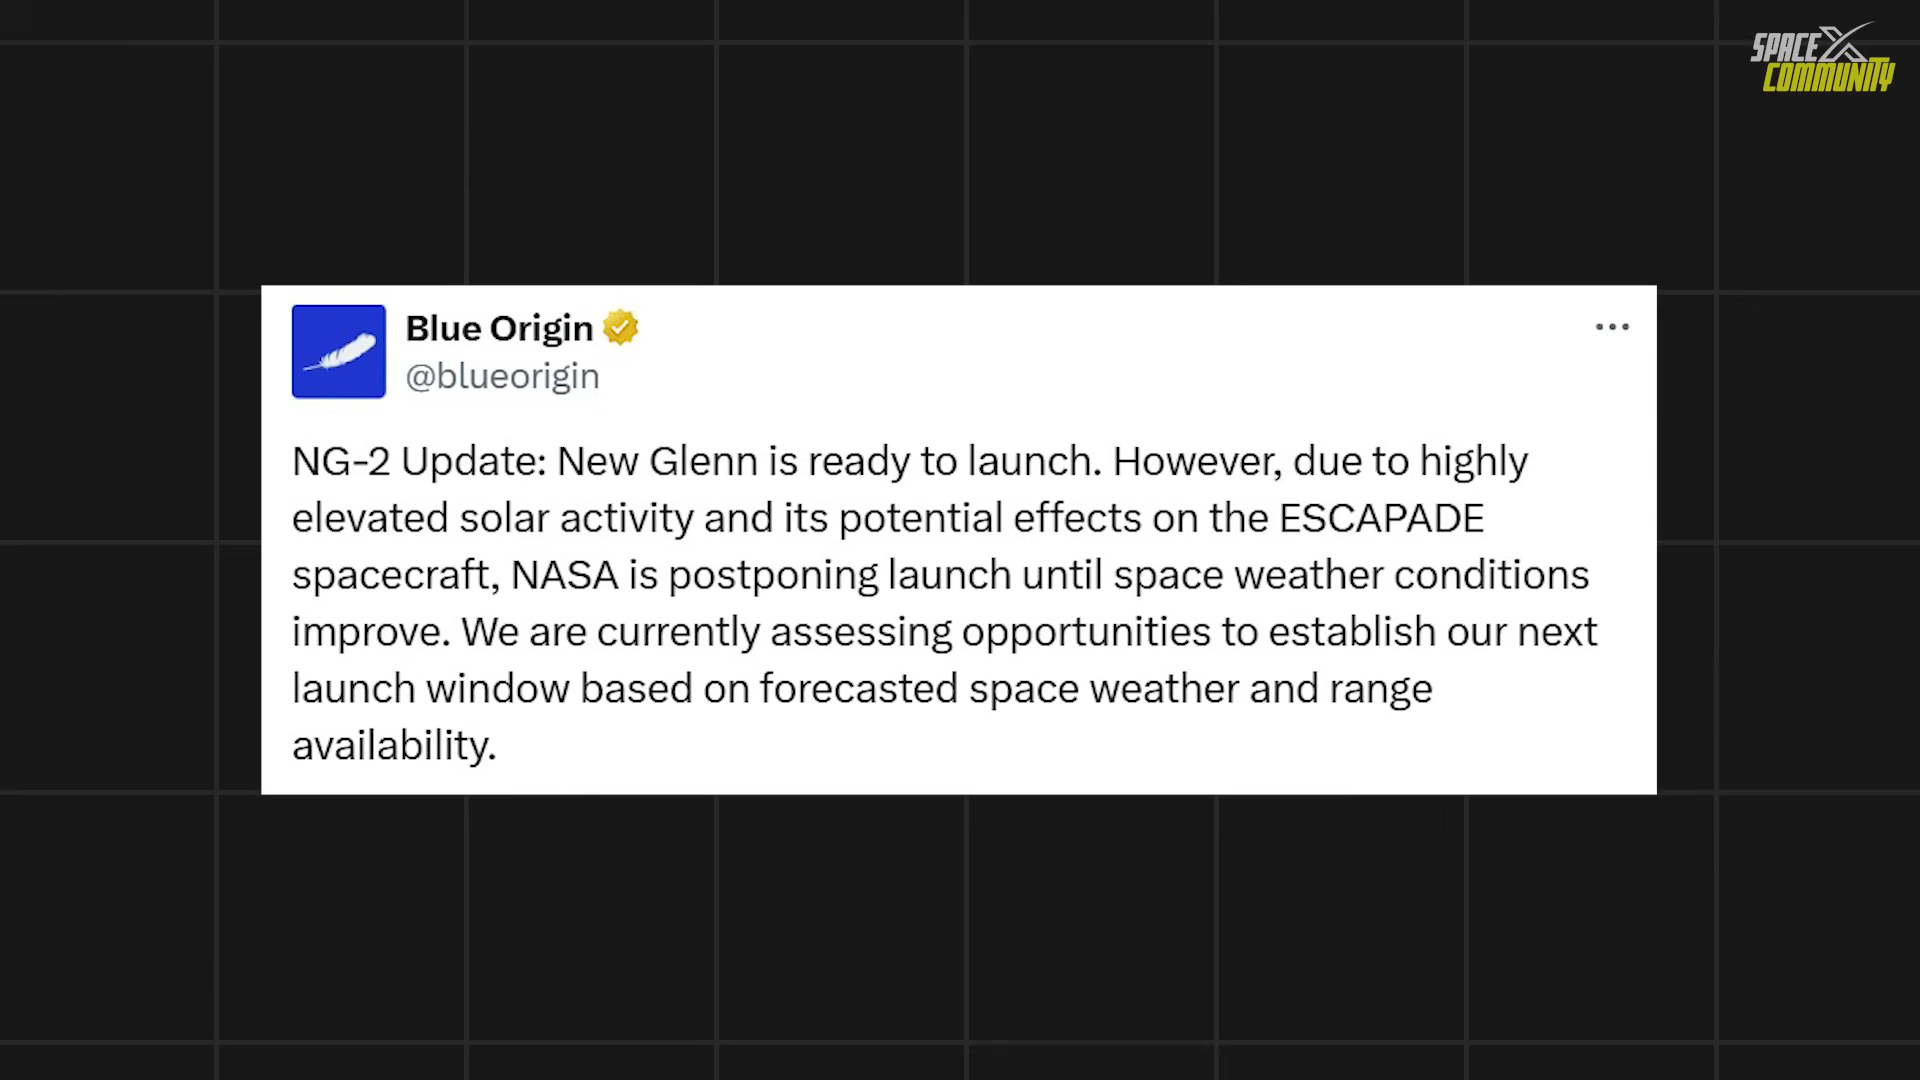 SPACEX
COMMUNITY
Blue Origin
@blueorigin
NG-2 Update: New Glenn is ready to launch. However, due to highly
elevated solar activity and its potential effects on the ESCAPADE
spacecraft, NASA is postponing launch until space weather conditions
improve. We are currently assessing opportunities to establish our next
launch window based on forecasted space weather and range
availability.